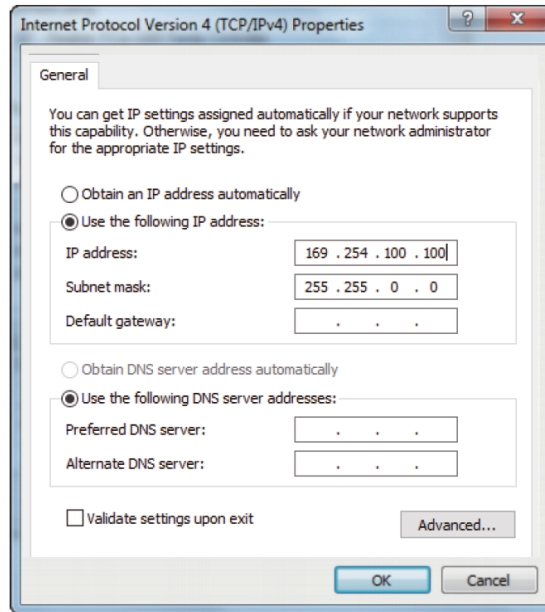 Internet Protocol Version 4 (TCP/IPv4) Properties
General
You can get IP settings assigned automatically if your network supports
this capability. Otherwise, you need to ask your network administrator
for the appropriate IP settings.
Obtain an IP address automatically
Use the following IP address:
IP address: 169 . 254 . 100 . 100
Subnet mask: 255 . 255 . 0 . 0
Default gateway: . . .
Obtain DNS server address automatically
Use the following DNS server addresses:
Preferred DNS server: . . .
Alternate DNS server: . . .
Validate settings upon exit
Advanced...
OK Cancel